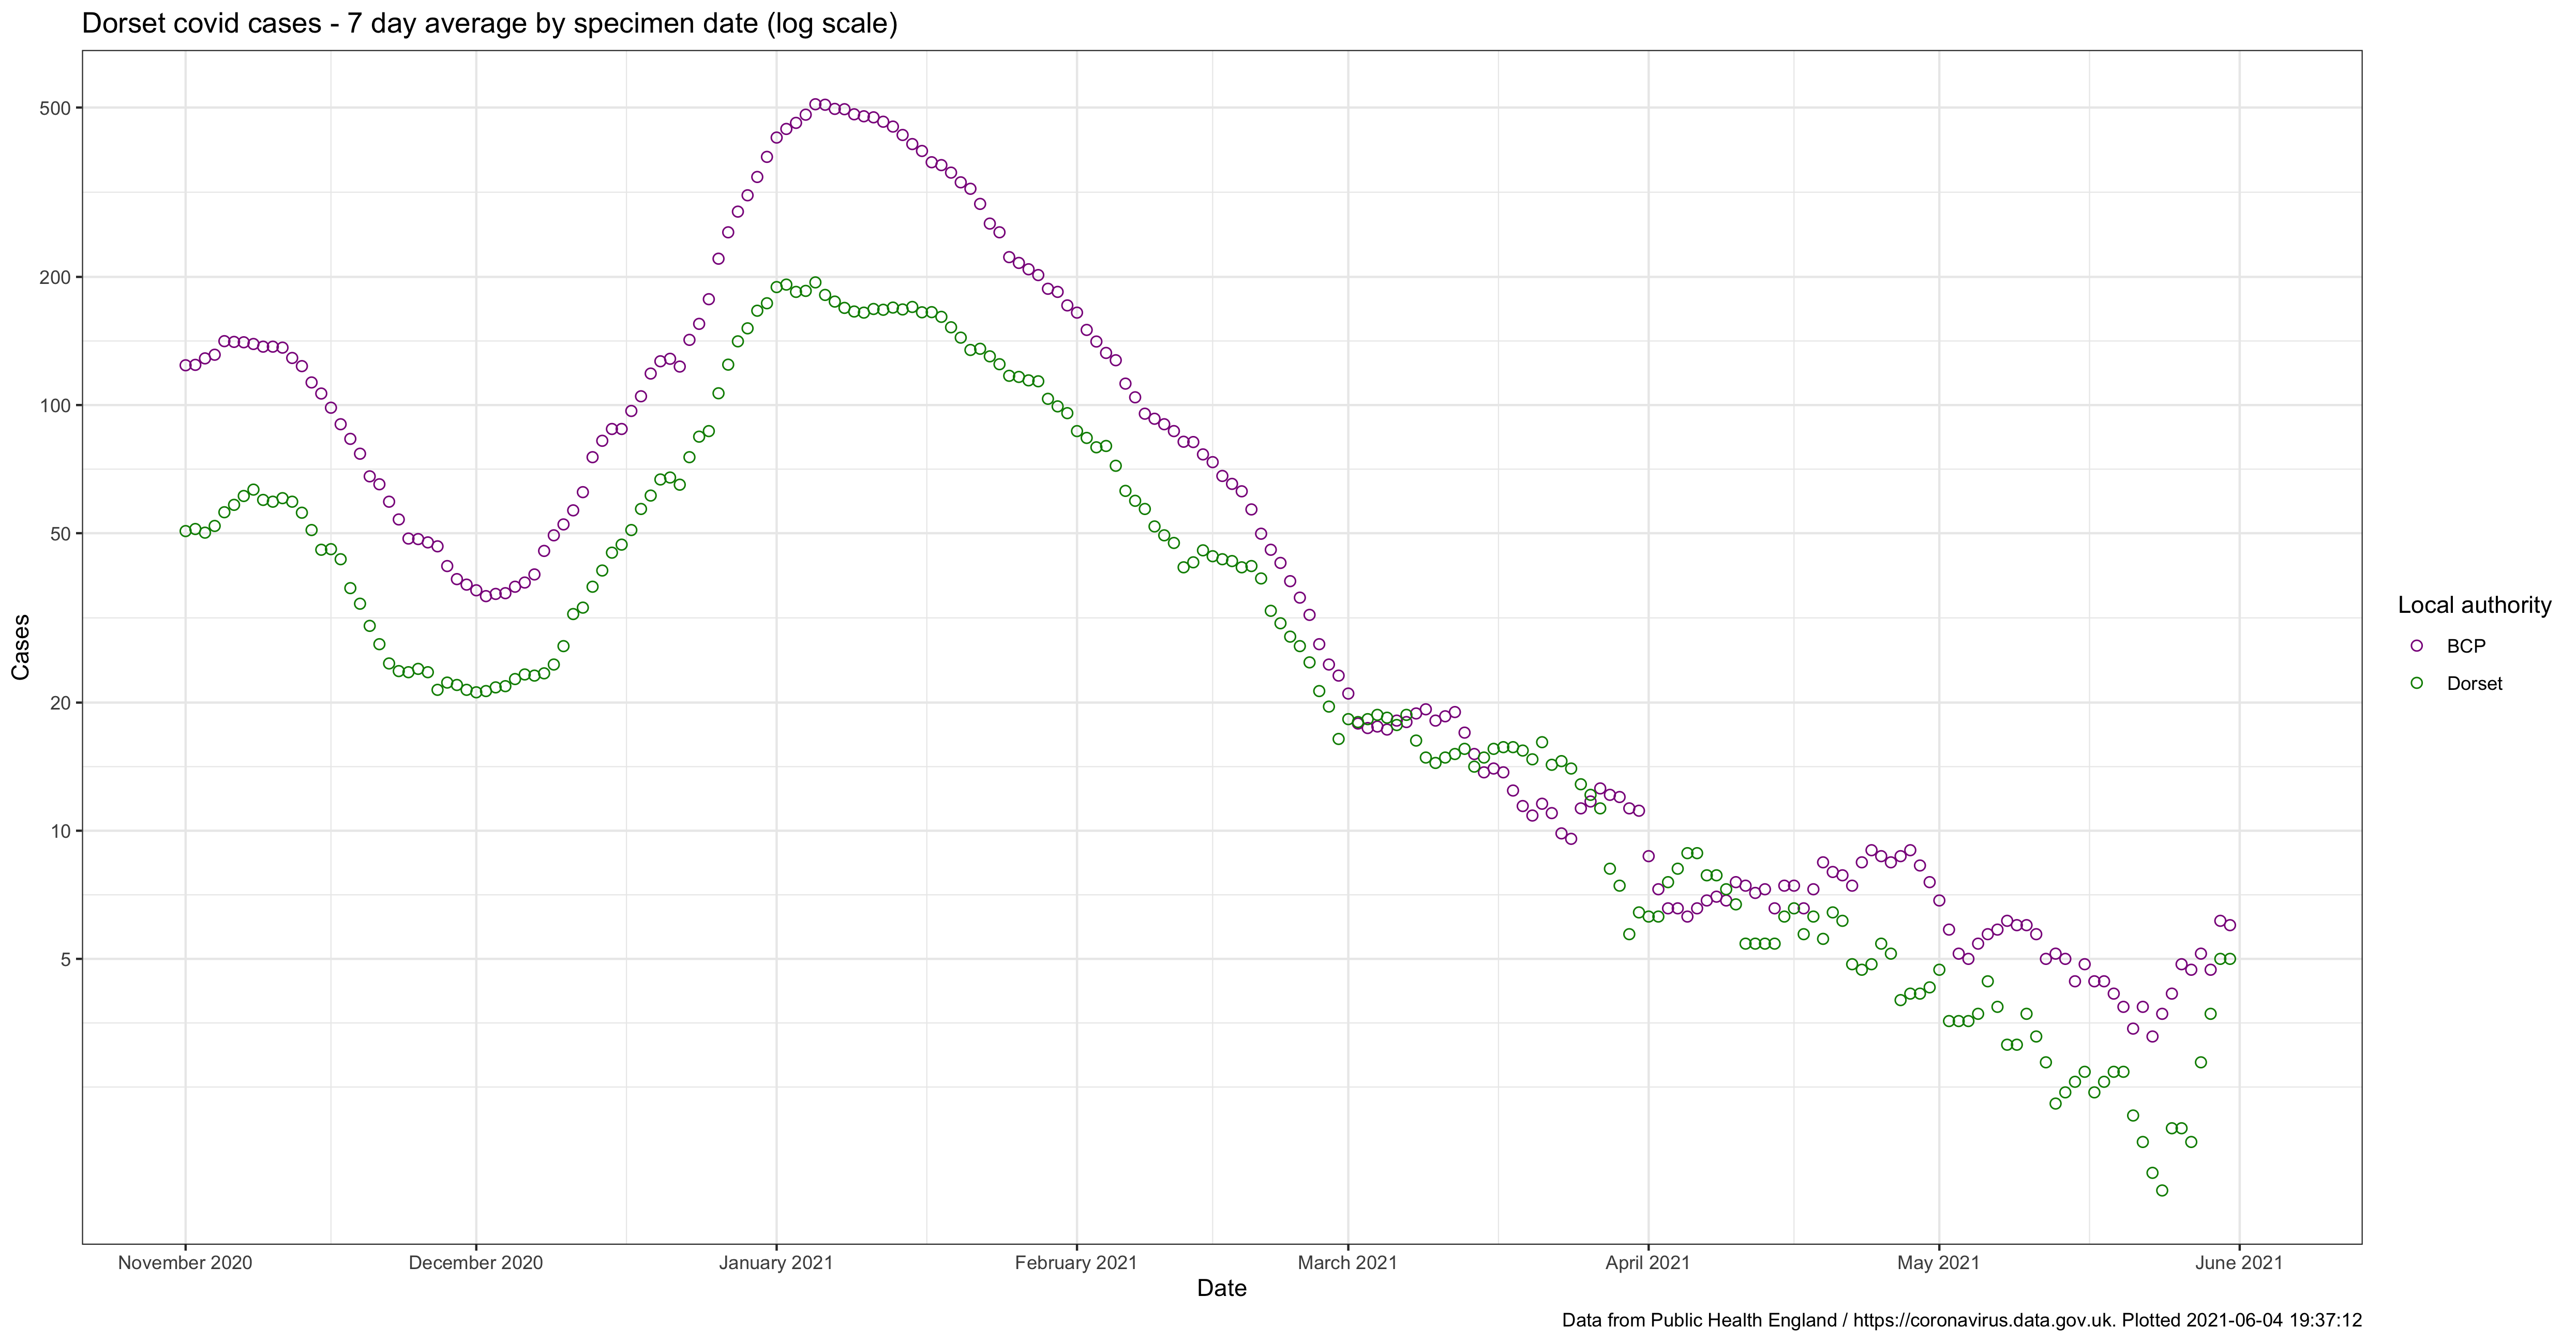 Dorset covid cases - 7 day average by specimen date (log scale)
500
200
100
50
20
10
5
Cases
November 2020
December 2020
January 2021
February 2021
March 2021
April 2021
May 2021
June 2021
Date
Local authority
BCP
Dorset
Data from Public Health England / https://coronavirus.data.gov.uk. Plotted 2021-06-04 19:37:12